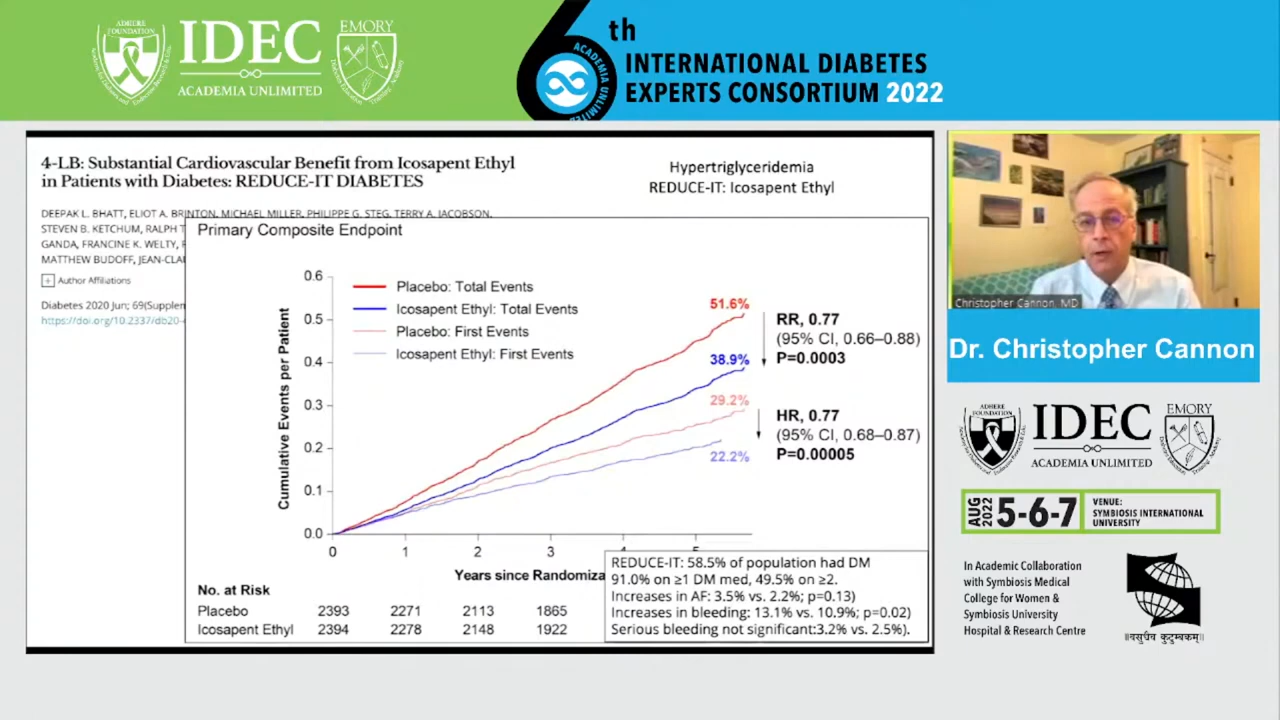 ADHERE
FOUNDATION
IDEC
ACADEMIA UNLIMITED
EMORY
6th
ACADEMIA UNLIMITED
INTERNATIONAL DIABETES
EXPERTS CONSORTIUM 2022
4-LB: Substantial Cardiovascular Benefit from Icosapent Ethyl
in Patients with Diabetes: REDUCE-IT DIABETES
Hypertriglyceridemia
REDUCE-IT: Icosapent Ethyl
DEEPAK L. BHATT, ELIOT A. BRINTON, MICHAEL MILLER, PHILIPPE G. STEG, TERRY A. JACOBSON,
STEVEN B. KETCHUM, RALPH T
GANDA, FRANCINE K. WELTY,
MATTHEW BUDOFF, JEAN-CLA
+ Author Affiliations
Diabetes 2020 Jun; 69(Supplen
https://doi.org/10.2337/db20-
Primary Composite Endpoint
Cumulative Events per Patient
0.6
0.5
0.4
0.3
0.2
0.1
0.0
Placebo: Total Events
Icosapent Ethyl: Total Events
Placebo: First Events
Icosapent Ethyl: First Events
51.6%
38.9%
29.2%
22.2%
RR, 0.77
(95% CI, 0.66–0.88)
P=0.0003
HR, 0.77
(95% CI, 0.68–0.87)
P=0.00005
0 1 2 3 4 5
Years since Randomiza
No. at Risk
Placebo 2393 2271 2113 1865
Icosapent Ethyl 2394 2278 2148 1922
REDUCE-IT: 58.5% of population had DM
91.0% on ≥1 DM med, 49.5% on ≥2.
Increases in AF: 3.5% vs. 2.2%; p=0.13)
Increases in bleeding: 13.1% vs. 10.9%; p=0.02)
Serious bleeding not significant:3.2% vs. 2.5%).
Christopher Cannon, MD
Dr. Christopher Cannon
ADHERE
FOUNDATION
IDEC
ACADEMIA UNLIMITED
EMORY
AUG
2022
5-6-7
VENUE:
SYMBIOSIS INTERNATIONAL
UNIVERSITY
In Academic Collaboration
with Symbiosis Medical
College for Women &
Symbiosis University
Hospital & Research Centre
॥वसुधैव कुटुम्बकम्॥